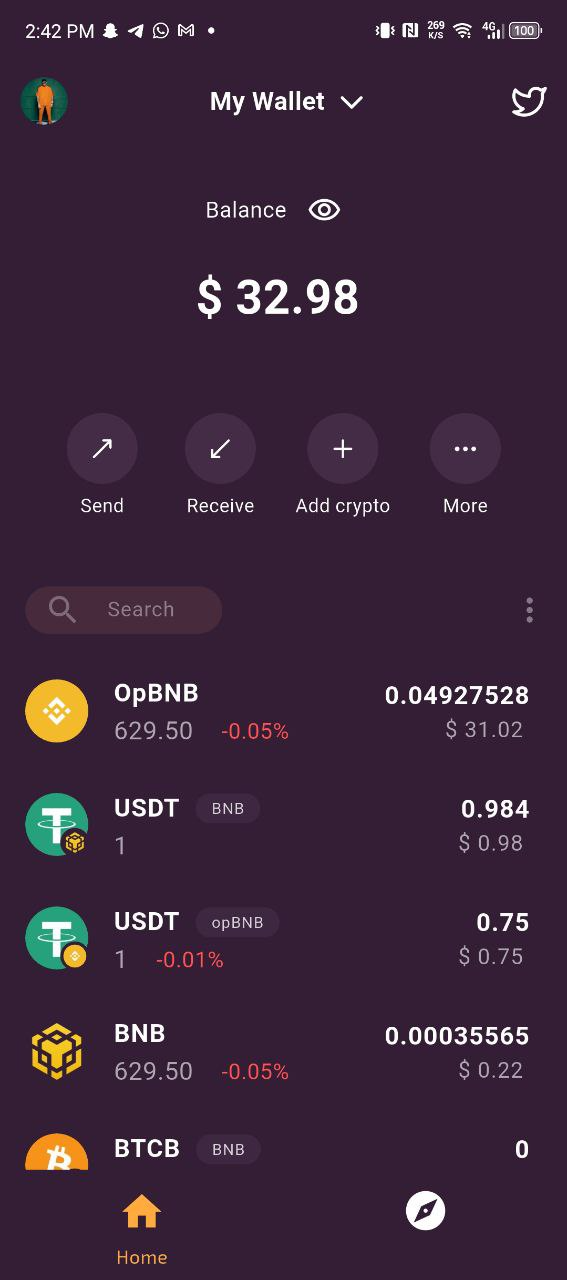 2:42 PM 269 K/S 4G 100
My Wallet
Balance
$ 32.98
Send Receive Add crypto More
Search
OpBNB 0.04927528
629.50 -0.05% $ 31.02
USDT BNB 0.984
1 $ 0.98
USDT opBNB 0.75
1 -0.01% $ 0.75
BNB 0.00035565
629.50 -0.05% $ 0.22
BTCB BNB 0
Home